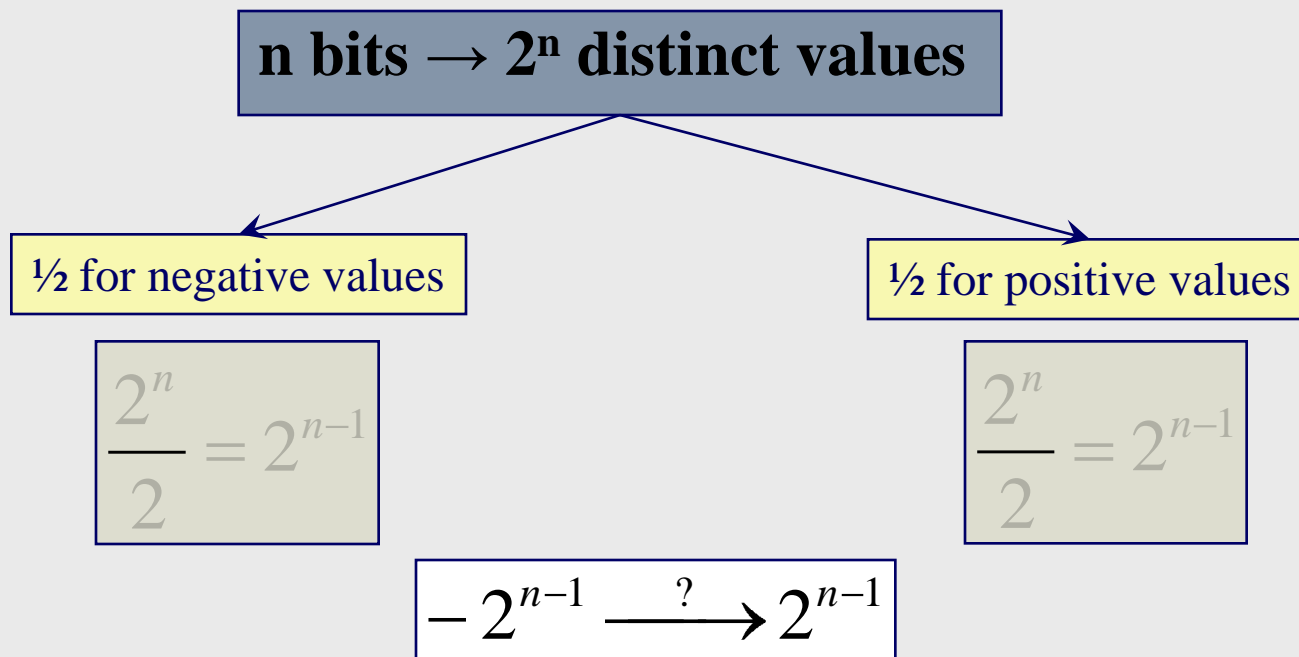 n bits → 2ⁿ distinct values
½ for negative values
½ for positive values
2ⁿ/2 = 2ⁿ⁻¹
2ⁿ/2 = 2ⁿ⁻¹
−2ⁿ⁻¹ ?⟶ 2ⁿ⁻¹